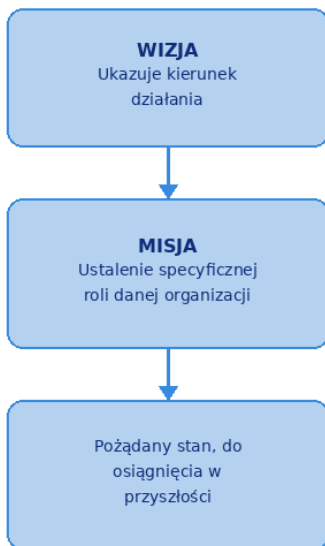 WIZJA
Ukazuje kierunek
działania
MISJA
Ustalenie specyficznej
roli danej organizacji
Pożądany stan, do
osiągnięcia w
przyszłości